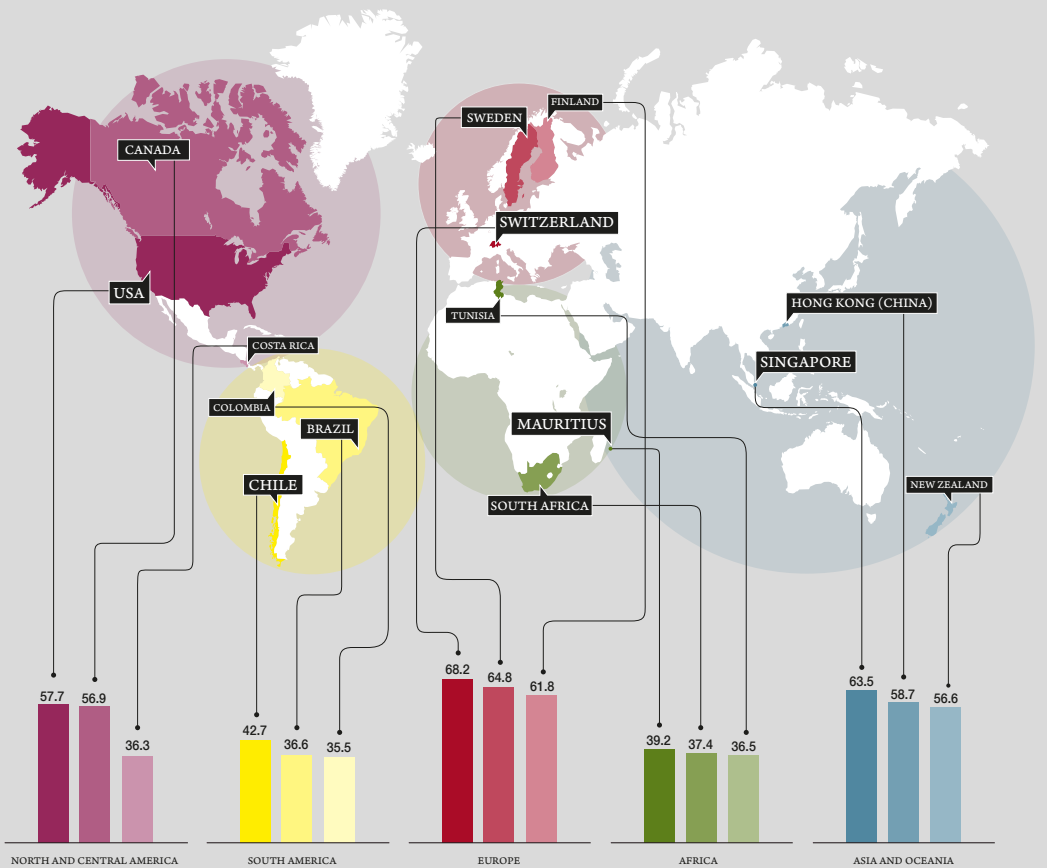 FINLAND
SWEDEN
CANADA
SWITZERLAND
USA
HONG KONG (CHINA)
TUNISIA
COSTA RICA
SINGAPORE
COLOMBIA
BRAZIL
MAURITIUS
CHILE
NEW ZEALAND
SOUTH AFRICA
57.7 56.9 36.3
42.7 36.6 35.5
68.2 64.8 61.8
39.2 37.4 36.5
63.5 58.7 56.6
NORTH AND CENTRAL AMERICA
SOUTH AMERICA
EUROPE
AFRICA
ASIA AND OCEANIA